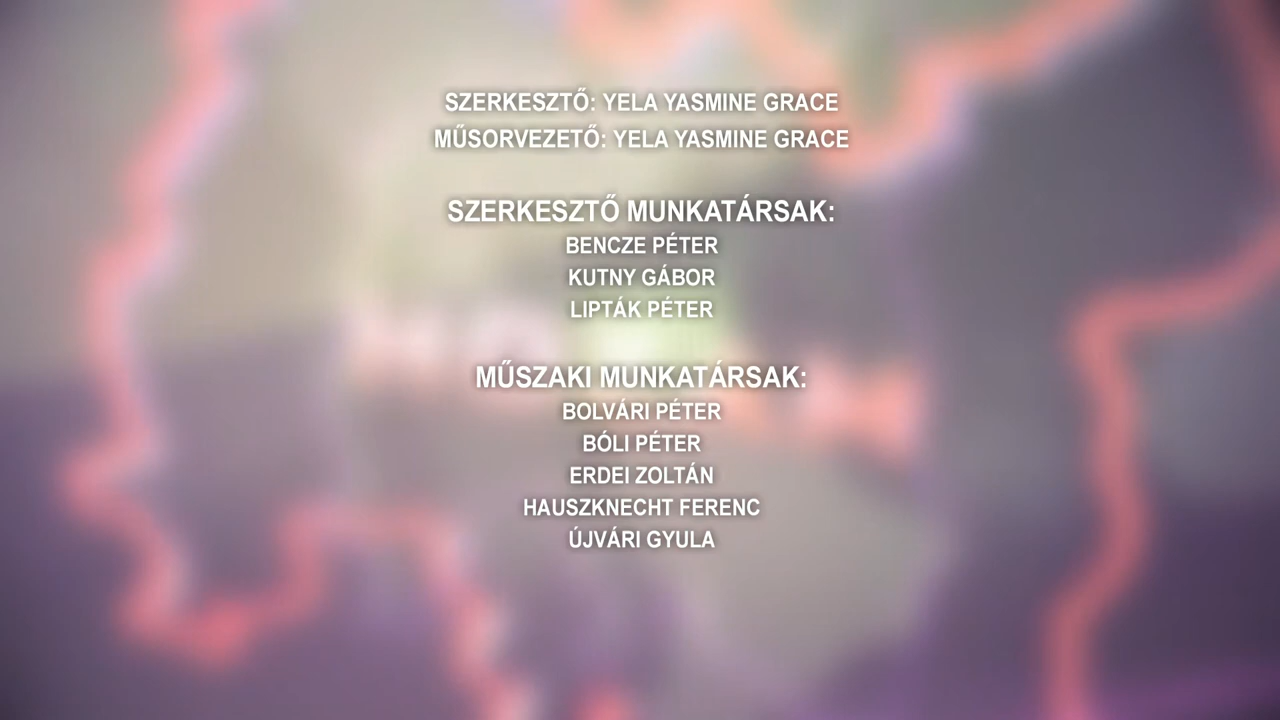 SZERKESZTŐ: YELA YASMINE GRACE
MŰSORVEZETŐ: YELA YASMINE GRACE
SZERKESZTŐ MUNKATÁRSAK:
BENCZE PÉTER
KUTNY GÁBOR
LIPTÁK PÉTER
MŰSZAKI MUNKATÁRSAK:
BOLVÁRI PÉTER
BÓLI PÉTER
ERDEI ZOLTÁN
HAUSZKNECHT FERENC
ÚJVÁRI GYULA